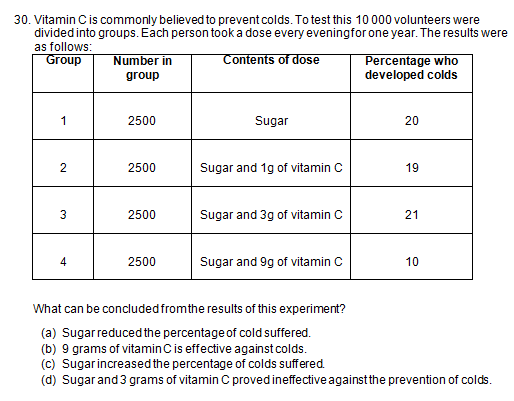 30. Vitamin C is commonly believed to prevent colds. To test this 10 000 volunteers were
divided into groups. Each person took a dose every evening for one year. The results were
as follows:
Group Number in group Contents of dose Percentage who developed colds
1 2500 Sugar 20
2 2500 Sugar and 1g of vitamin C 19
3 2500 Sugar and 3g of vitamin C 21
4 2500 Sugar and 9g of vitamin C 10
What can be concluded from the results of this experiment?
(a) Sugar reduced the percentage of cold suffered.
(b) 9 grams of vitamin C is effective against colds.
(c) Sugar increased the percentage of colds suffered.
(d) Sugar and 3 grams of vitamin C proved ineffective against the prevention of colds.